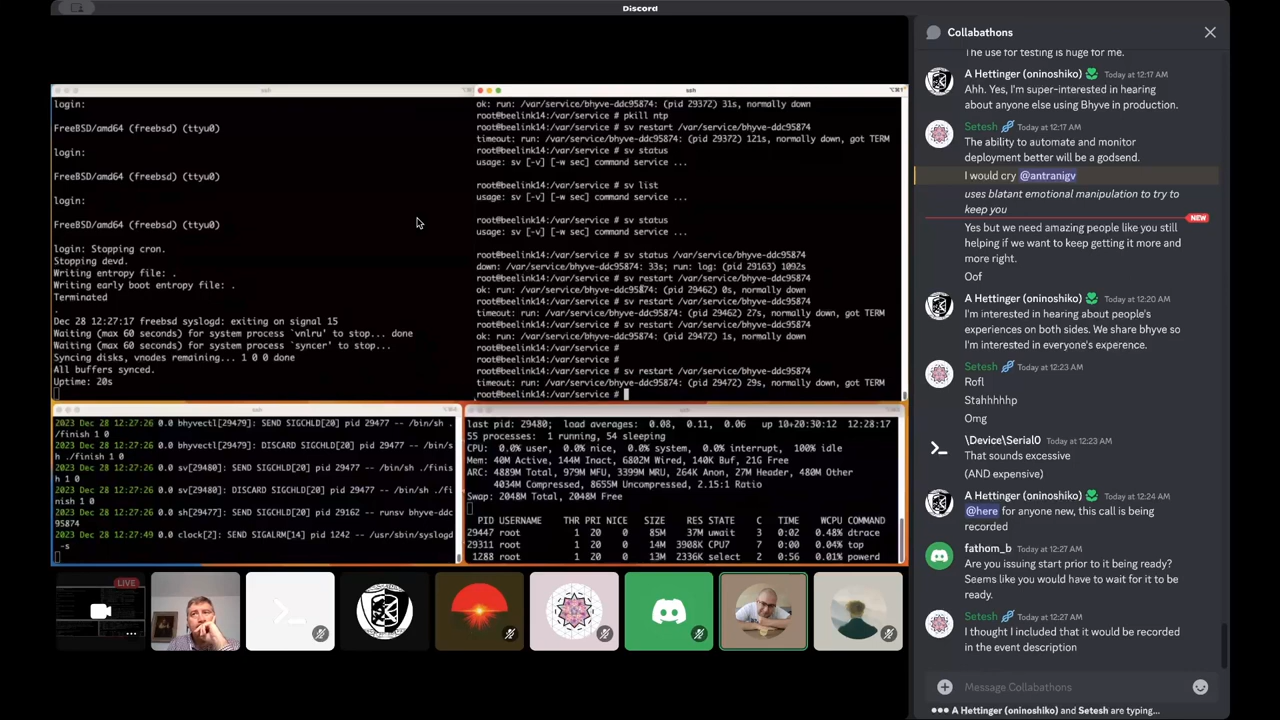 Discord
ssh
login:
FreeBSD/amd64 (freebsd) (ttyu0)
login:
FreeBSD/amd64 (freebsd) (ttyu0)
login:
FreeBSD/amd64 (freebsd) (ttyu0)
login: Stopping cron.
Stopping devd.
Writing entropy file: .
Writing early boot entropy file: .
Terminated
.
Dec 28 12:27:17 freebsd syslogd: exiting on signal 15
Waiting (max 60 seconds) for system process `vnlru' to stop... done
Waiting (max 60 seconds) for system process `syncer' to stop...
Syncing disks, vnodes remaining... 1 0 0 done
All buffers synced.
Uptime: 20s
ssh
ok: run: /var/service/bhyve-ddc95874: (pid 29372) 31s, normally down
root@beelink14:/var/service # pkill ntp
root@beelink14:/var/service # sv restart /var/service/bhyve-ddc95874
timeout: run: /var/service/bhyve-ddc95874: (pid 29372) 121s, normally down, got TERM
root@beelink14:/var/service # sv status
usage: sv [-v] [-w sec] command service ...
root@beelink14:/var/service # sv list
usage: sv [-v] [-w sec] command service ...
root@beelink14:/var/service # sv status
usage: sv [-v] [-w sec] command service ...
root@beelink14:/var/service # sv status /var/service/bhyve-ddc95874
down: /var/service/bhyve-ddc95874: 33s; run: log: (pid 29163) 1092s
root@beelink14:/var/service # sv restart /var/service/bhyve-ddc95874
ok: run: /var/service/bhyve-ddc95874: (pid 29462) 0s, normally down
root@beelink14:/var/service # sv restart /var/service/bhyve-ddc95874
timeout: run: /var/service/bhyve-ddc95874: (pid 29462) 27s, normally down, got TERM
root@beelink14:/var/service # sv restart /var/service/bhyve-ddc95874
ok: run: /var/service/bhyve-ddc95874: (pid 29472) 1s, normally down
root@beelink14:/var/service #
root@beelink14:/var/service #
root@beelink14:/var/service # sv restart /var/service/bhyve-ddc95874
timeout: run: /var/service/bhyve-ddc95874: (pid 29472) 29s, normally down, got TERM
root@beelink14:/var/service #
ssh
2023 Dec 28 12:27:26 0.0 bhyvectl[29479]: SEND SIGCHLD[20] pid 29477 -- /bin/sh .
/finish 1 0
2023 Dec 28 12:27:26 0.0 bhyvectl[29479]: DISCARD SIGCHLD[20] pid 29477 -- /bin/s
h ./finish 1 0
2023 Dec 28 12:27:26 0.0 sv[29480]: SEND SIGCHLD[20] pid 29477 -- /bin/sh ./finis
h 1 0
2023 Dec 28 12:27:26 0.0 sv[29480]: DISCARD SIGCHLD[20] pid 29477 -- /bin/sh ./fi
nish 1 0
2023 Dec 28 12:27:26 0.0 sh[29477]: SEND SIGCHLD[20] pid 29162 -- runsv bhyve-ddc
95874
2023 Dec 28 12:27:49 0.0 clock[2]: SEND SIGALRM[14] pid 1242 -- /usr/sbin/syslogd
-s
ssh
last pid: 29480; load averages: 0.08, 0.11, 0.06 up 10+20:30:12 12:28:17
55 processes: 1 running, 54 sleeping
CPU: 0.0% user, 0.0% nice, 0.0% system, 0.0% interrupt, 100% idle
Mem: 40M Active, 144M Inact, 6802M Wired, 140K Buf, 21G Free
ARC: 4889M Total, 979M MFU, 3399M MRU, 264K Anon, 27M Header, 480M Other
4034M Compressed, 8655M Uncompressed, 2.15:1 Ratio
Swap: 2048M Total, 2048M Free
PID USERNAME THR PRI NICE SIZE RES STATE C TIME WCPU COMMAND
29447 root 1 20 0 85M 37M uwait 3 0:02 0.48% dtrace
29311 root 1 20 0 14M 3908K CPU7 7 0:00 0.04% top
1288 root 1 20 0 13M 2336K select 2 0:56 0.01% powerd
LIVE
Collabathons
The use for testing is huge for me.
A Hettinger (oninoshiko) Today at 12:17 AM
Ahh. Yes, I'm super-interested in hearing
about anyone else using Bhyve in production.
Setesh Today at 12:17 AM
The ability to automate and monitor
deployment better will be a godsend.
I would cry @antranigv
uses blatant emotional manipulation to try to
keep you
NEW
Yes but we need amazing people like you still
helping if we want to keep getting it more and
more right.
Oof
A Hettinger (oninoshiko) Today at 12:20 AM
I'm interested in hearing about people's
experiences on both sides. We share bhyve so
I'm interested in everyone's experence.
Setesh Today at 12:23 AM
Rofl
Stahhhhp
Omg
\Device\Serial0 Today at 12:23 AM
That sounds excessive
(AND expensive)
A Hettinger (oninoshiko) Today at 12:24 AM
@here for anyone new, this call is being
recorded
fathom_b Today at 12:27 AM
Are you issuing start prior to it being ready?
Seems like you would have to wait for it to be
ready.
Setesh Today at 12:27 AM
I thought I included that it would be recorded
in the event description
Message Collabathons
A Hettinger (oninoshiko) and Setesh are typing...